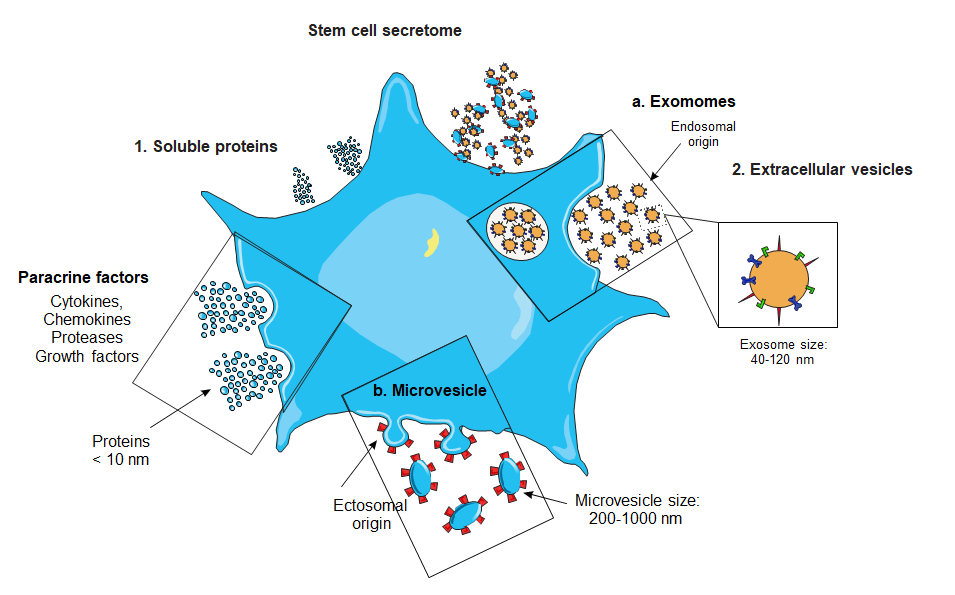 Stem cell secretome
1. Soluble proteins
a. Exomomes
Endosomal
origin
2. Extracellular vesicles
Paracrine factors
Cytokines,
Chemokines
Proteases
Growth factors
Exosome size:
40-120 nm
b. Microvesicle
Proteins
< 10 nm
Ectosomal
origin
Microvesicle size:
200-1000 nm